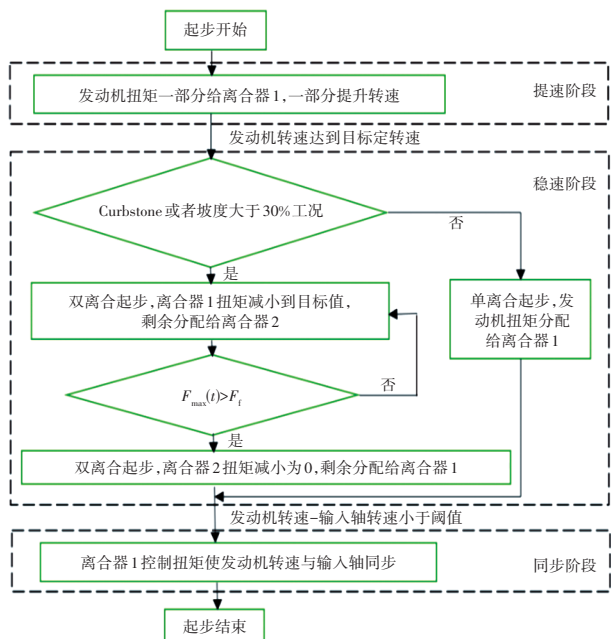 起步开始
提速阶段
发动机扭矩一部分给离合器1,一部分提升转速
发动机转速达到目标定转速
稳速阶段
Curbstone或者坡度大于30%工况
否
是
双离合起步,离合器1扭矩减小到目标值,
剩余分配给离合器2
单离合起步,发
动机扭矩分配
给离合器1
Fmax(t)>Ff
否
是
双离合起步,离合器2扭矩减小为0,剩余分配给离合器1
发动机转速-输入轴转速小于阈值
离合器1控制扭矩使发动机转速与输入轴同步
同步阶段
起步结束